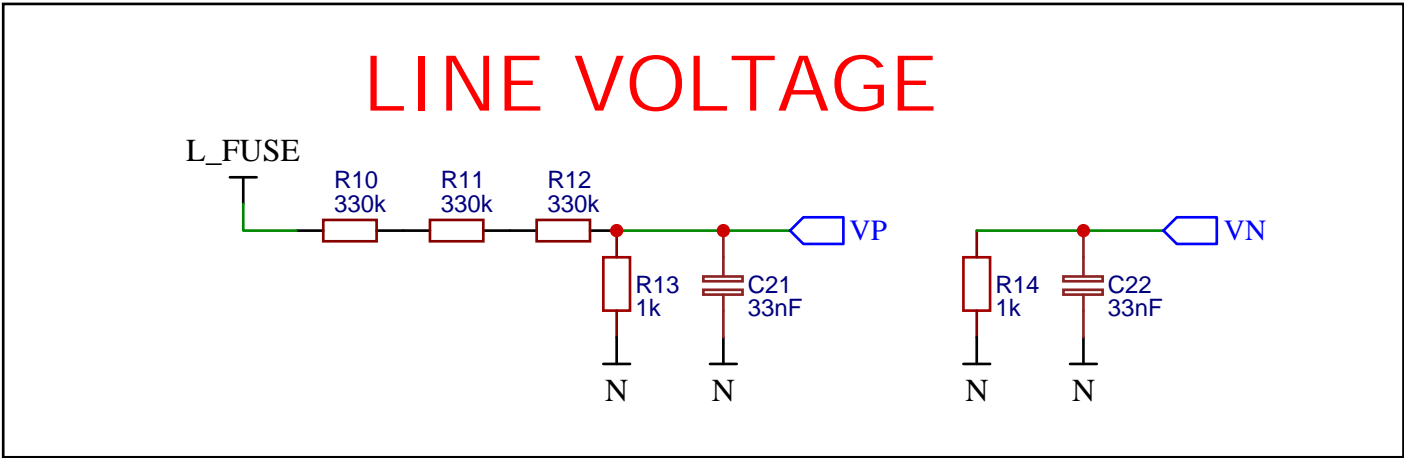 LINE VOLTAGE
L_FUSE
R10
330k
R11
330k
R12
330k
VP
R13
1k
C21
33nF
N
N
VN
R14
1k
C22
33nF
N
N